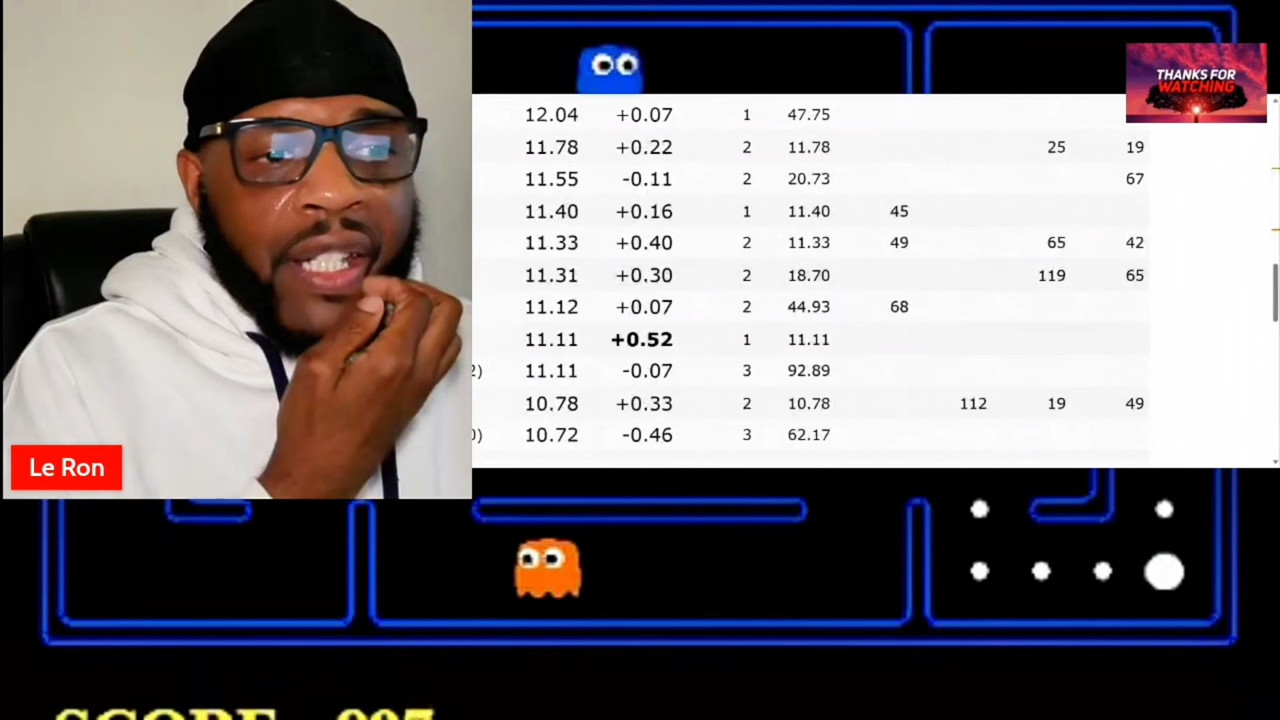 THANKS FOR
WATCHING
12.04 +0.07 1 47.75
11.78 +0.22 2 11.78 25 19
11.55 -0.11 2 20.73 67
11.40 +0.16 1 11.40 45
11.33 +0.40 2 11.33 49 65 42
11.31 +0.30 2 18.70 119 65
11.12 +0.07 2 44.93 68
11.11 +0.52 1 11.11
) 11.11 -0.07 3 92.89
10.78 +0.33 2 10.78 112 19 49
) 10.72 -0.46 3 62.17
Le Ron